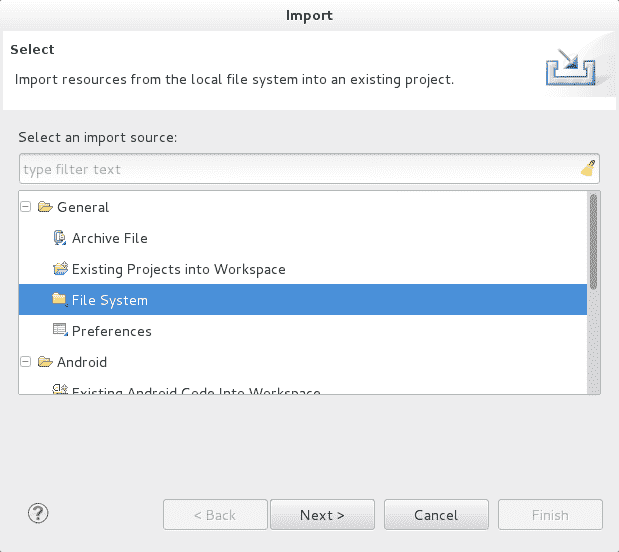 Import
Select
Import resources from the local file system into an existing project.
Select an import source:
type filter text
General
Archive File
Existing Projects into Workspace
File System
Preferences
Android
Existing Android Code Into Workspace
?
< Back
Next >
Cancel
Finish